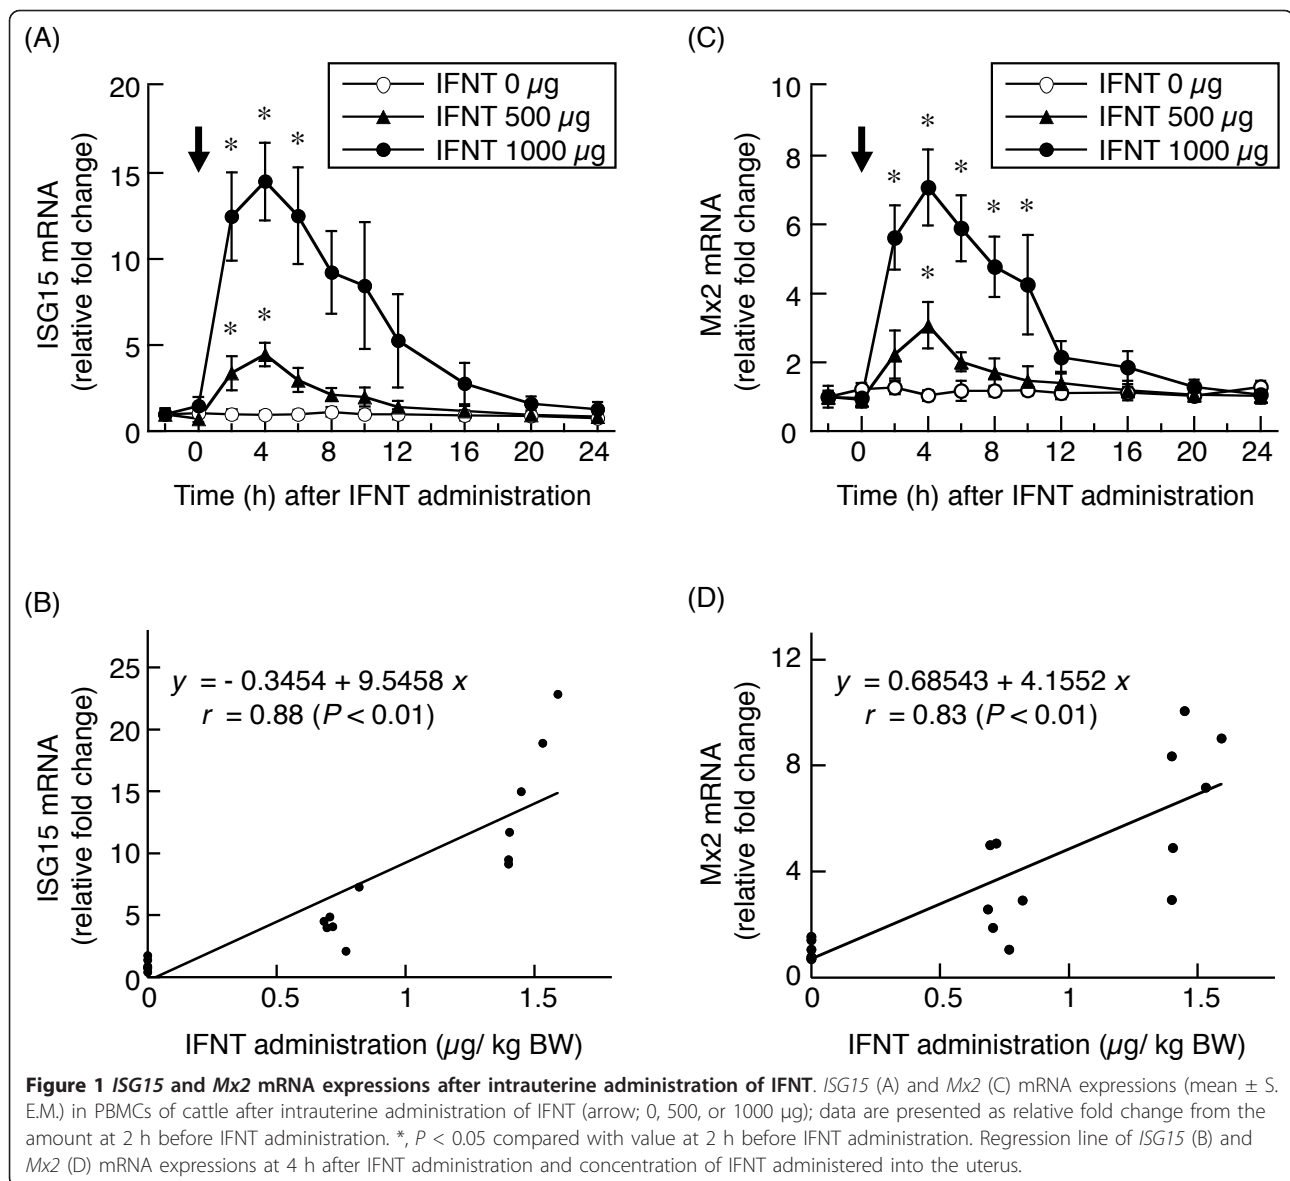 (A)
20
15
10
5
0
ISG15 mRNA
(relative fold change)
IFNT 0 µg
IFNT 500 µg
IFNT 1000 µg
* * *
* *
0 4 8 12 16 20 24
Time (h) after IFNT administration
(C)
10
8
6
4
2
0
Mx2 mRNA
(relative fold change)
IFNT 0 µg
IFNT 500 µg
IFNT 1000 µg
* * * * *
*
0 4 8 12 16 20 24
Time (h) after IFNT administration
(B)
25
20
15
10
5
0
ISG15 mRNA
(relative fold change)
y = - 0.3454 + 9.5458 x
r = 0.88 (P < 0.01)
0 0.5 1 1.5
IFNT administration (µg/ kg BW)
(D)
12
8
4
0
Mx2 mRNA
(relative fold change)
y = 0.68543 + 4.1552 x
r = 0.83 (P < 0.01)
0 0.5 1 1.5
IFNT administration (µg/ kg BW)
Figure 1 ISG15 and Mx2 mRNA expressions after intrauterine administration of IFNT. ISG15 (A) and Mx2 (C) mRNA expressions (mean ± S.
E.M.) in PBMCs of cattle after intrauterine administration of IFNT (arrow; 0, 500, or 1000 µg); data are presented as relative fold change from the
amount at 2 h before IFNT administration. *, P < 0.05 compared with value at 2 h before IFNT administration. Regression line of ISG15 (B) and
Mx2 (D) mRNA expressions at 4 h after IFNT administration and concentration of IFNT administered into the uterus.